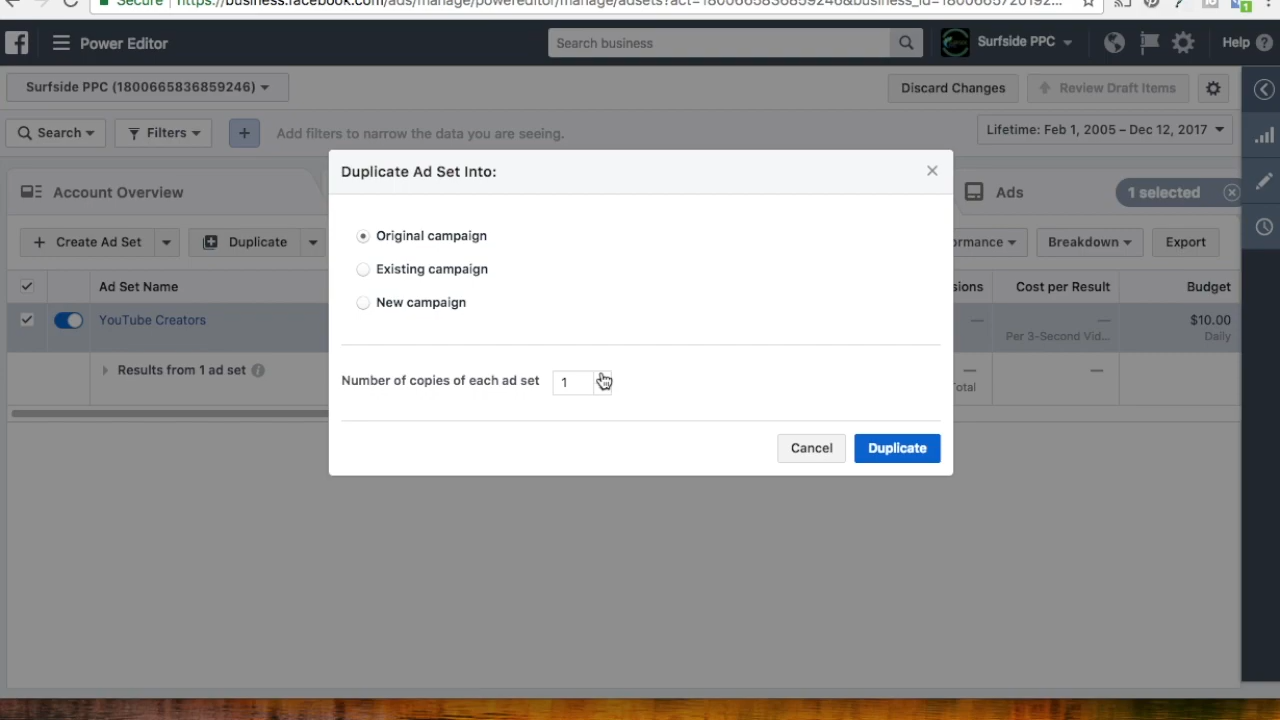 Secure
Power Editor
Search business
Surfside PPC
Help
1
Surfside PPC (1800665836859246)
Discard Changes
Review Draft Items
Search
Filters
+
Add filters to narrow the data you are seeing.
Lifetime: Feb 1, 2005 – Dec 12, 2017
Duplicate Ad Set Into:
Account Overview
Ads
1 selected
Original campaign
+ Create Ad Set
Duplicate
rmance
Breakdown
Export
Existing campaign
Ad Set Name
sions
Cost per Result
Budget
New campaign
YouTube Creators
—
—
$10.00
Per 3-Second Vid...
Daily
Results from 1 ad set
—
—
Total
Number of copies of each ad set
1
Cancel
Duplicate